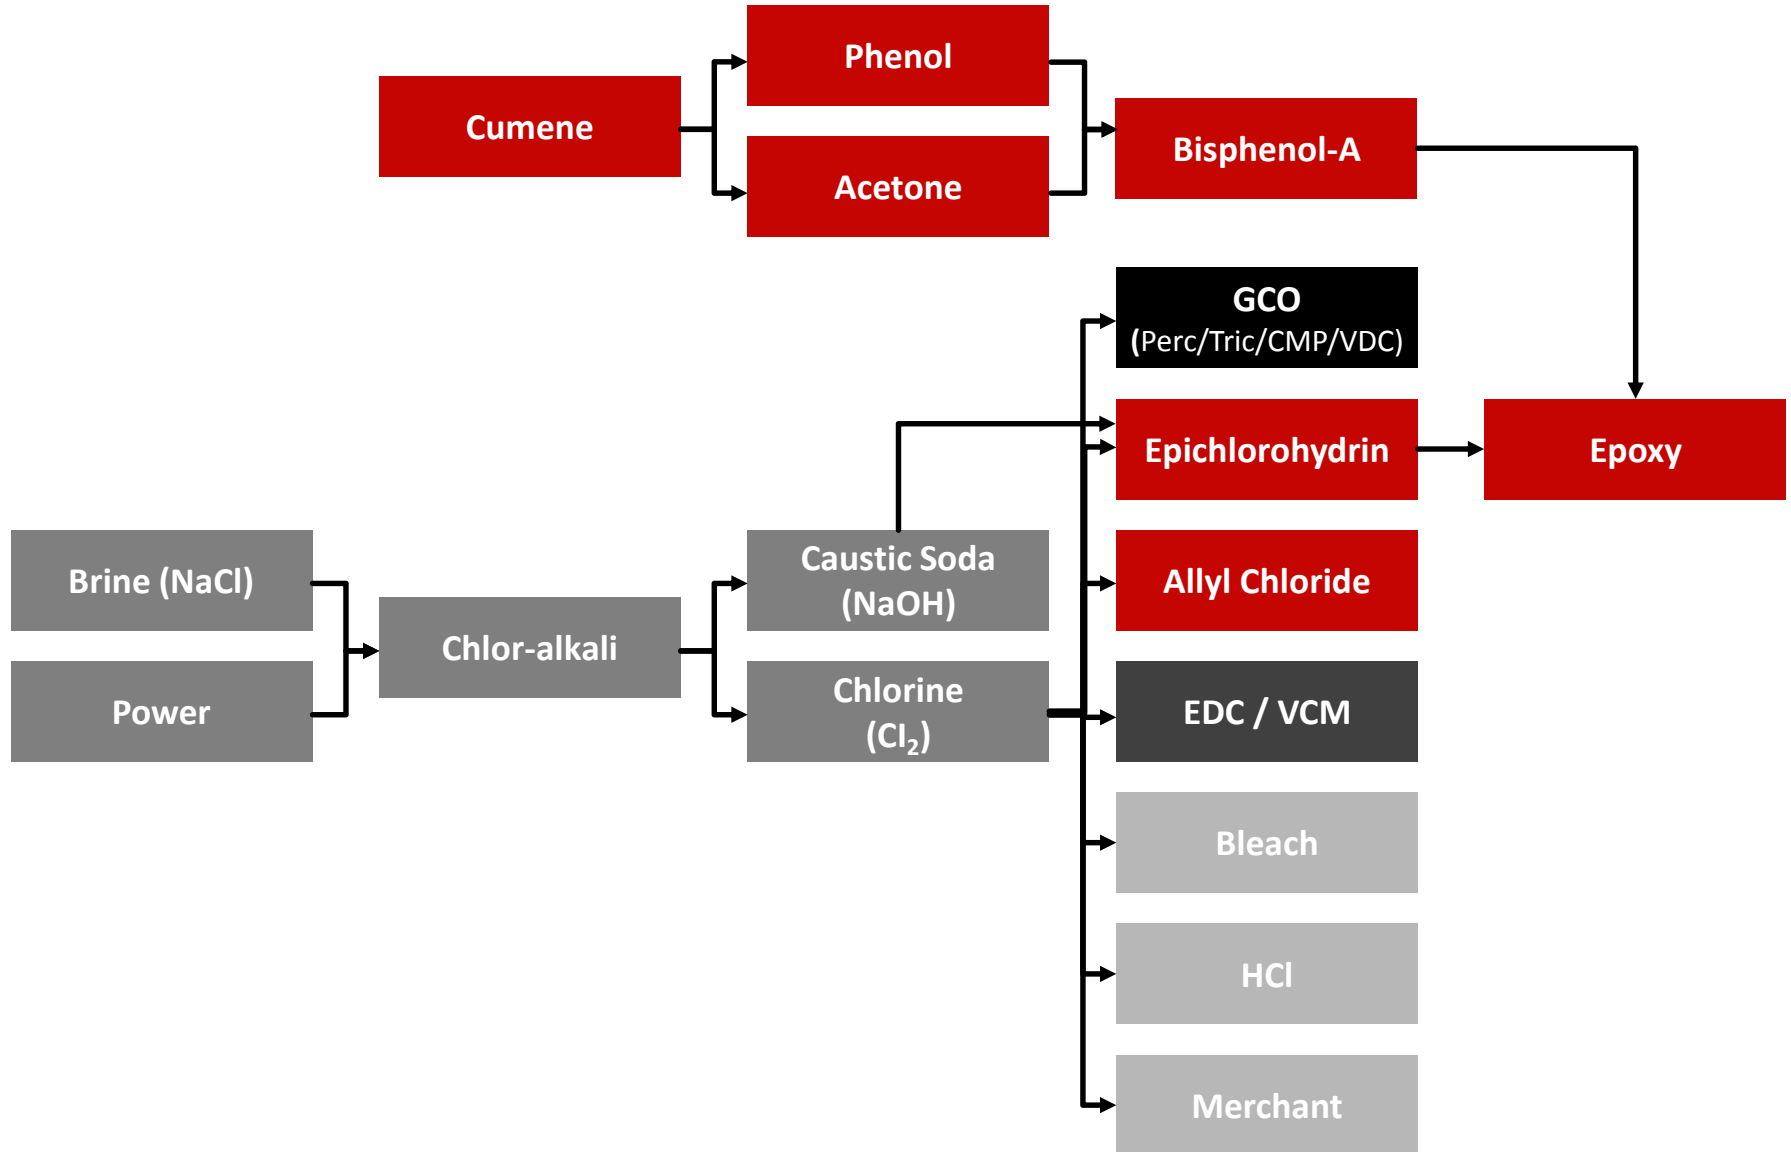 Phenol
Cumene
Acetone
Bisphenol-A
GCO
(Perc/Tric/CMP/VDC)
Epichlorohydrin
Epoxy
Brine (NaCl)
Power
Chlor-alkali
Caustic Soda
(NaOH)
Chlorine
(Cl₂)
Allyl Chloride
EDC / VCM
Bleach
HCl
Merchant